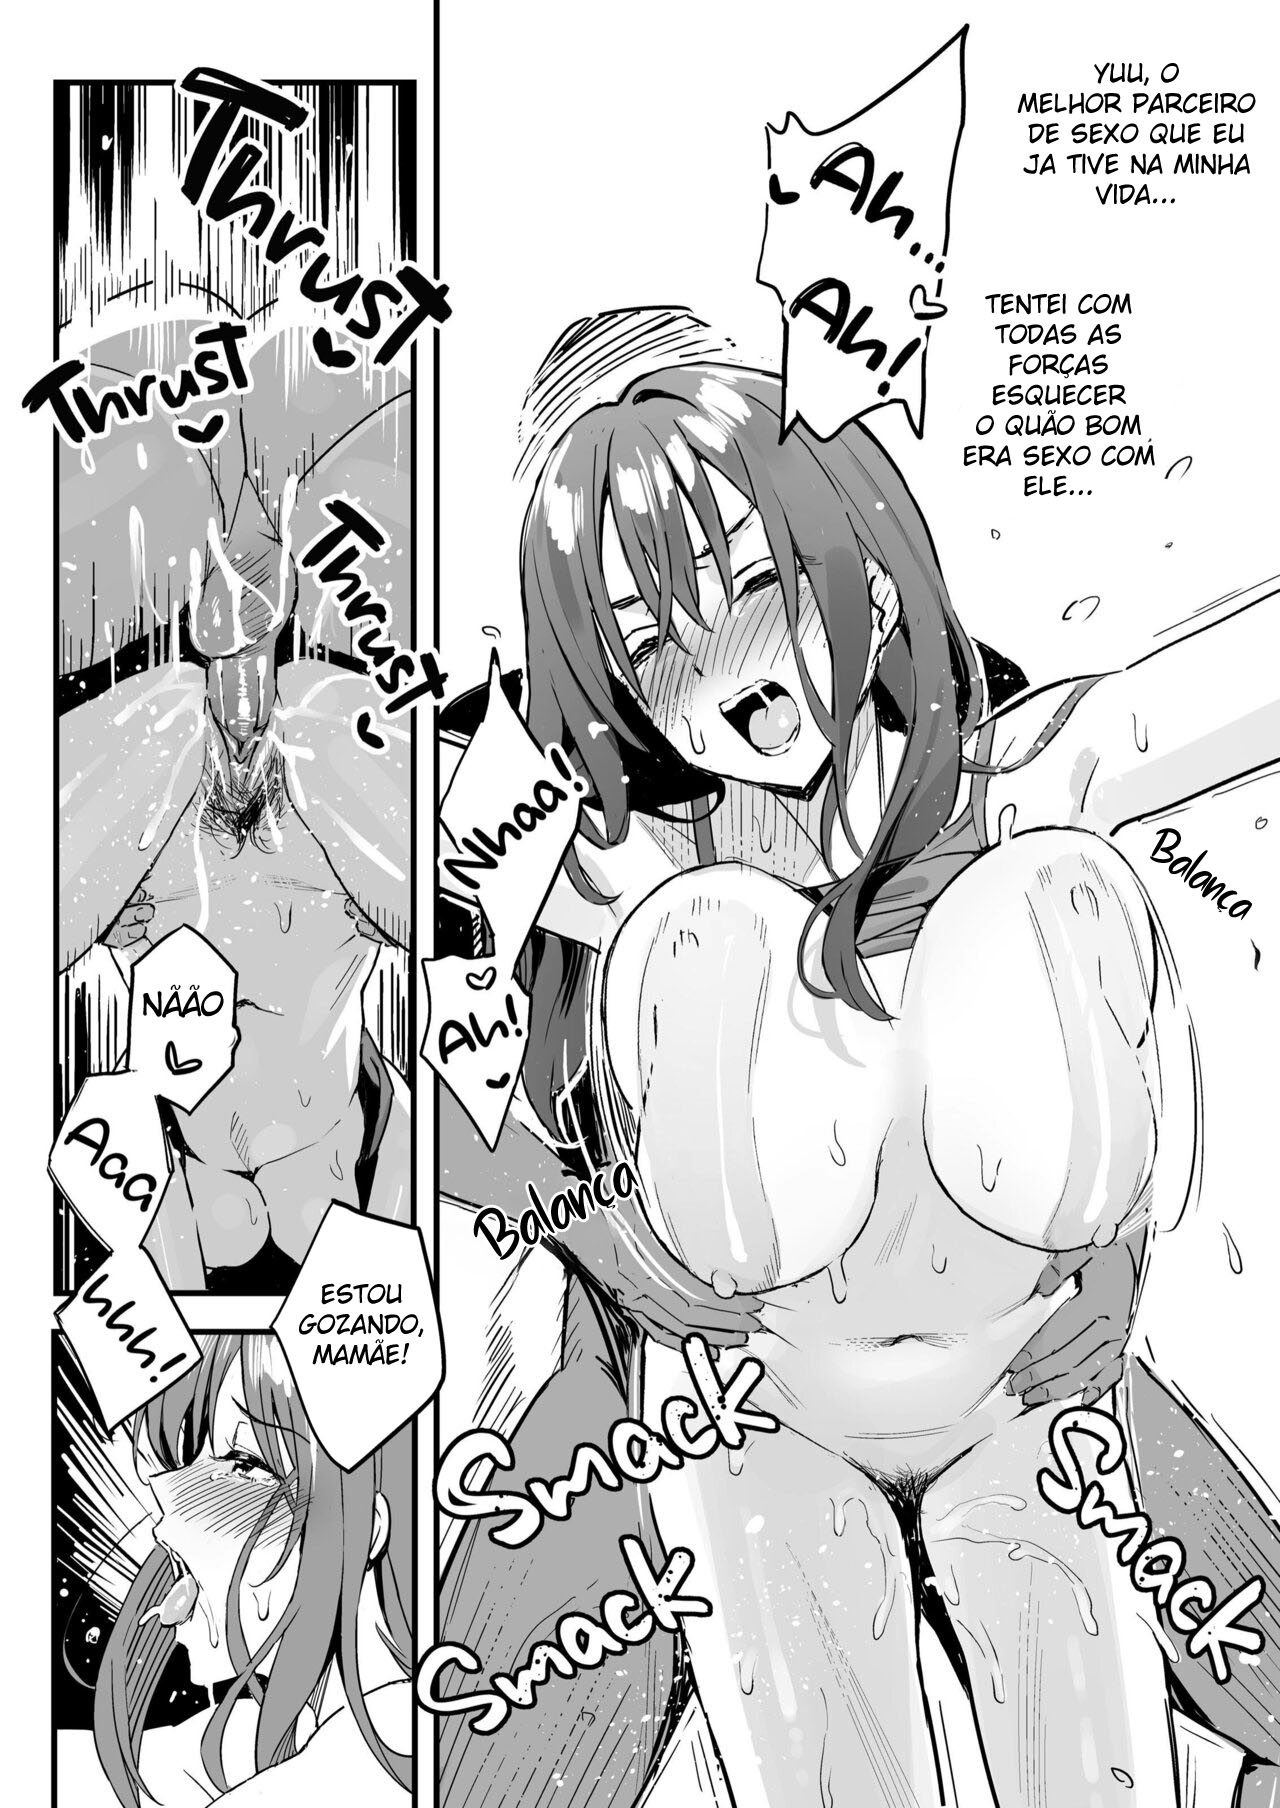 YUU, O
MELHOR PARCEIRO
DE SEXO QUE EU
JA TIVE NA MINHA
VIDA...
Ah...
Ah!
TENTEI COM
TODAS AS
FORÇAS
ESQUECER
O QUÃO BOM
ERA SEXO COM
ELE...
Nhaa!
Ah!
Balança
Balança
Smack
Smack
Smack
Thrust
Thrust
Thrust
NÃÃO
Aaa
hhh!
ESTOU
GOZANDO,
MAMÃE!